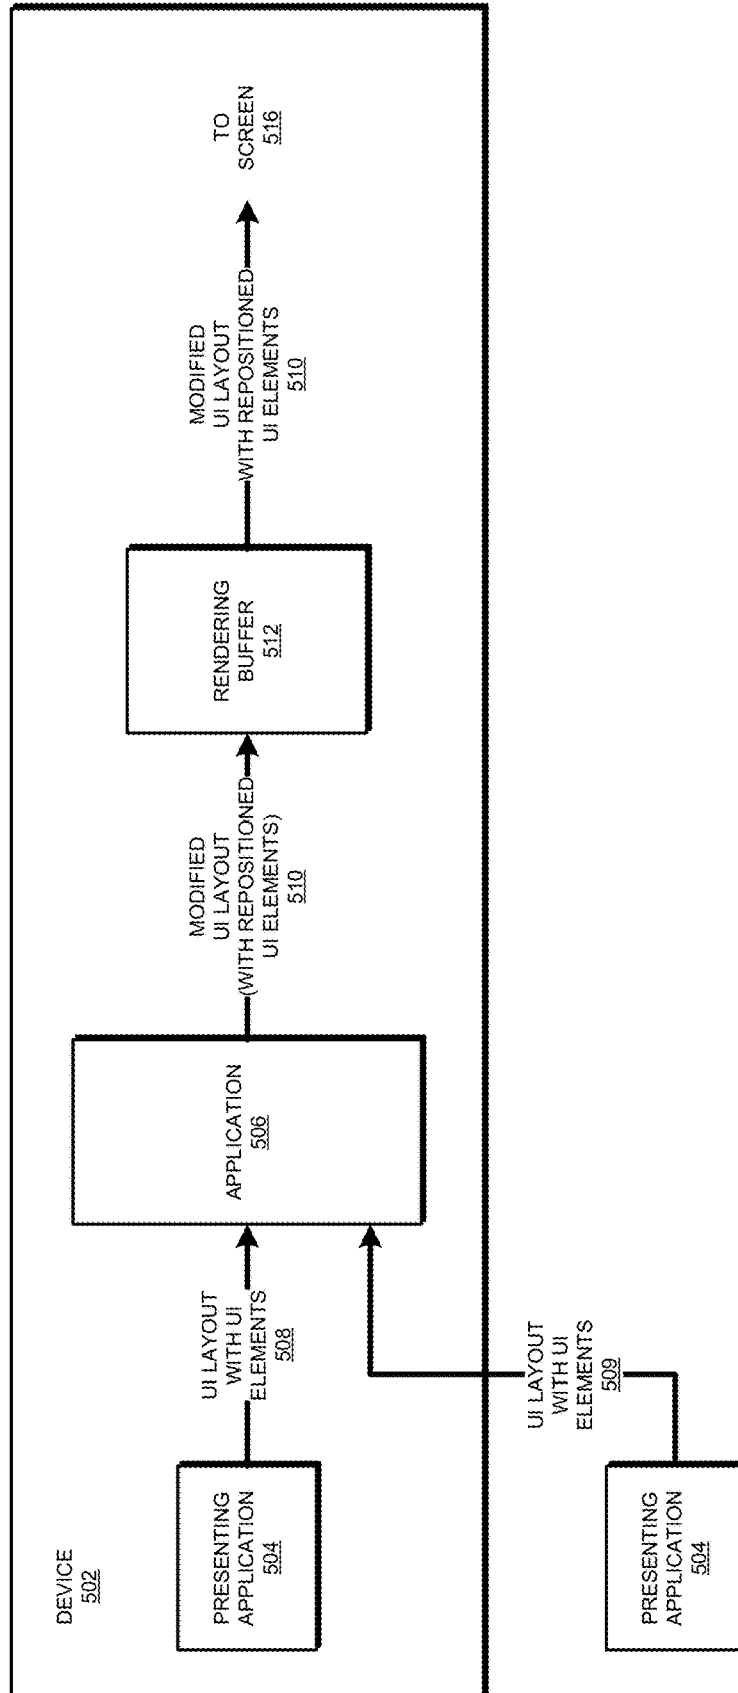 DEVICE
502
PRESENTING
APPLICATION
504
UI LAYOUT
WITH UI
ELEMENTS
508
APPLICATION
506
MODIFIED
UI LAYOUT
(WITH REPOSITIONED
UI ELEMENTS)
510
RENDERING
BUFFER
512
MODIFIED
UI LAYOUT
WITH REPOSITIONED
UI ELEMENTS
510
TO
SCREEN
516
PRESENTING
APPLICATION
504
UI LAYOUT
WITH UI
ELEMENTS
509